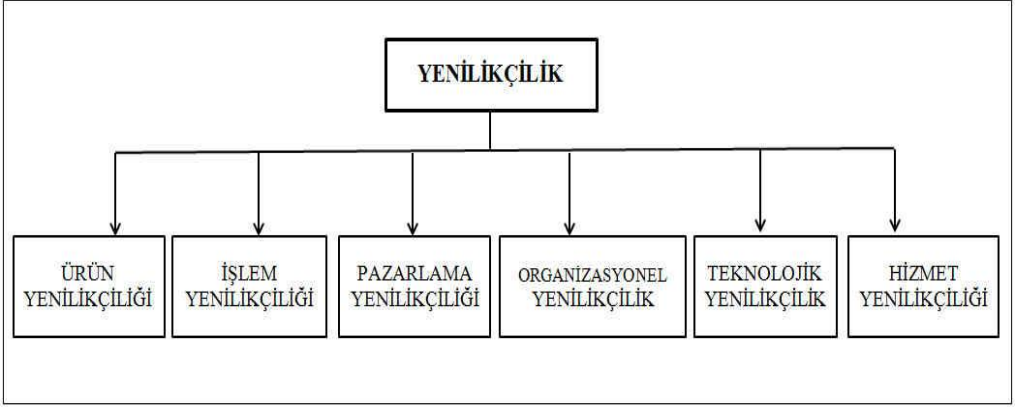 YENİLİKÇİLİK
ÜRÜN
YENİLİKÇİLİĞİ
İŞLEM
YENİLİKÇİLİĞİ
PAZARLAMA
YENİLİKÇİLİĞİ
ORGANİZASYONEL
YENİLİKÇİLİK
TEKNOLOJİK
YENİLİKÇİLİK
HİZMET
YENİLİKÇİLİĞİ